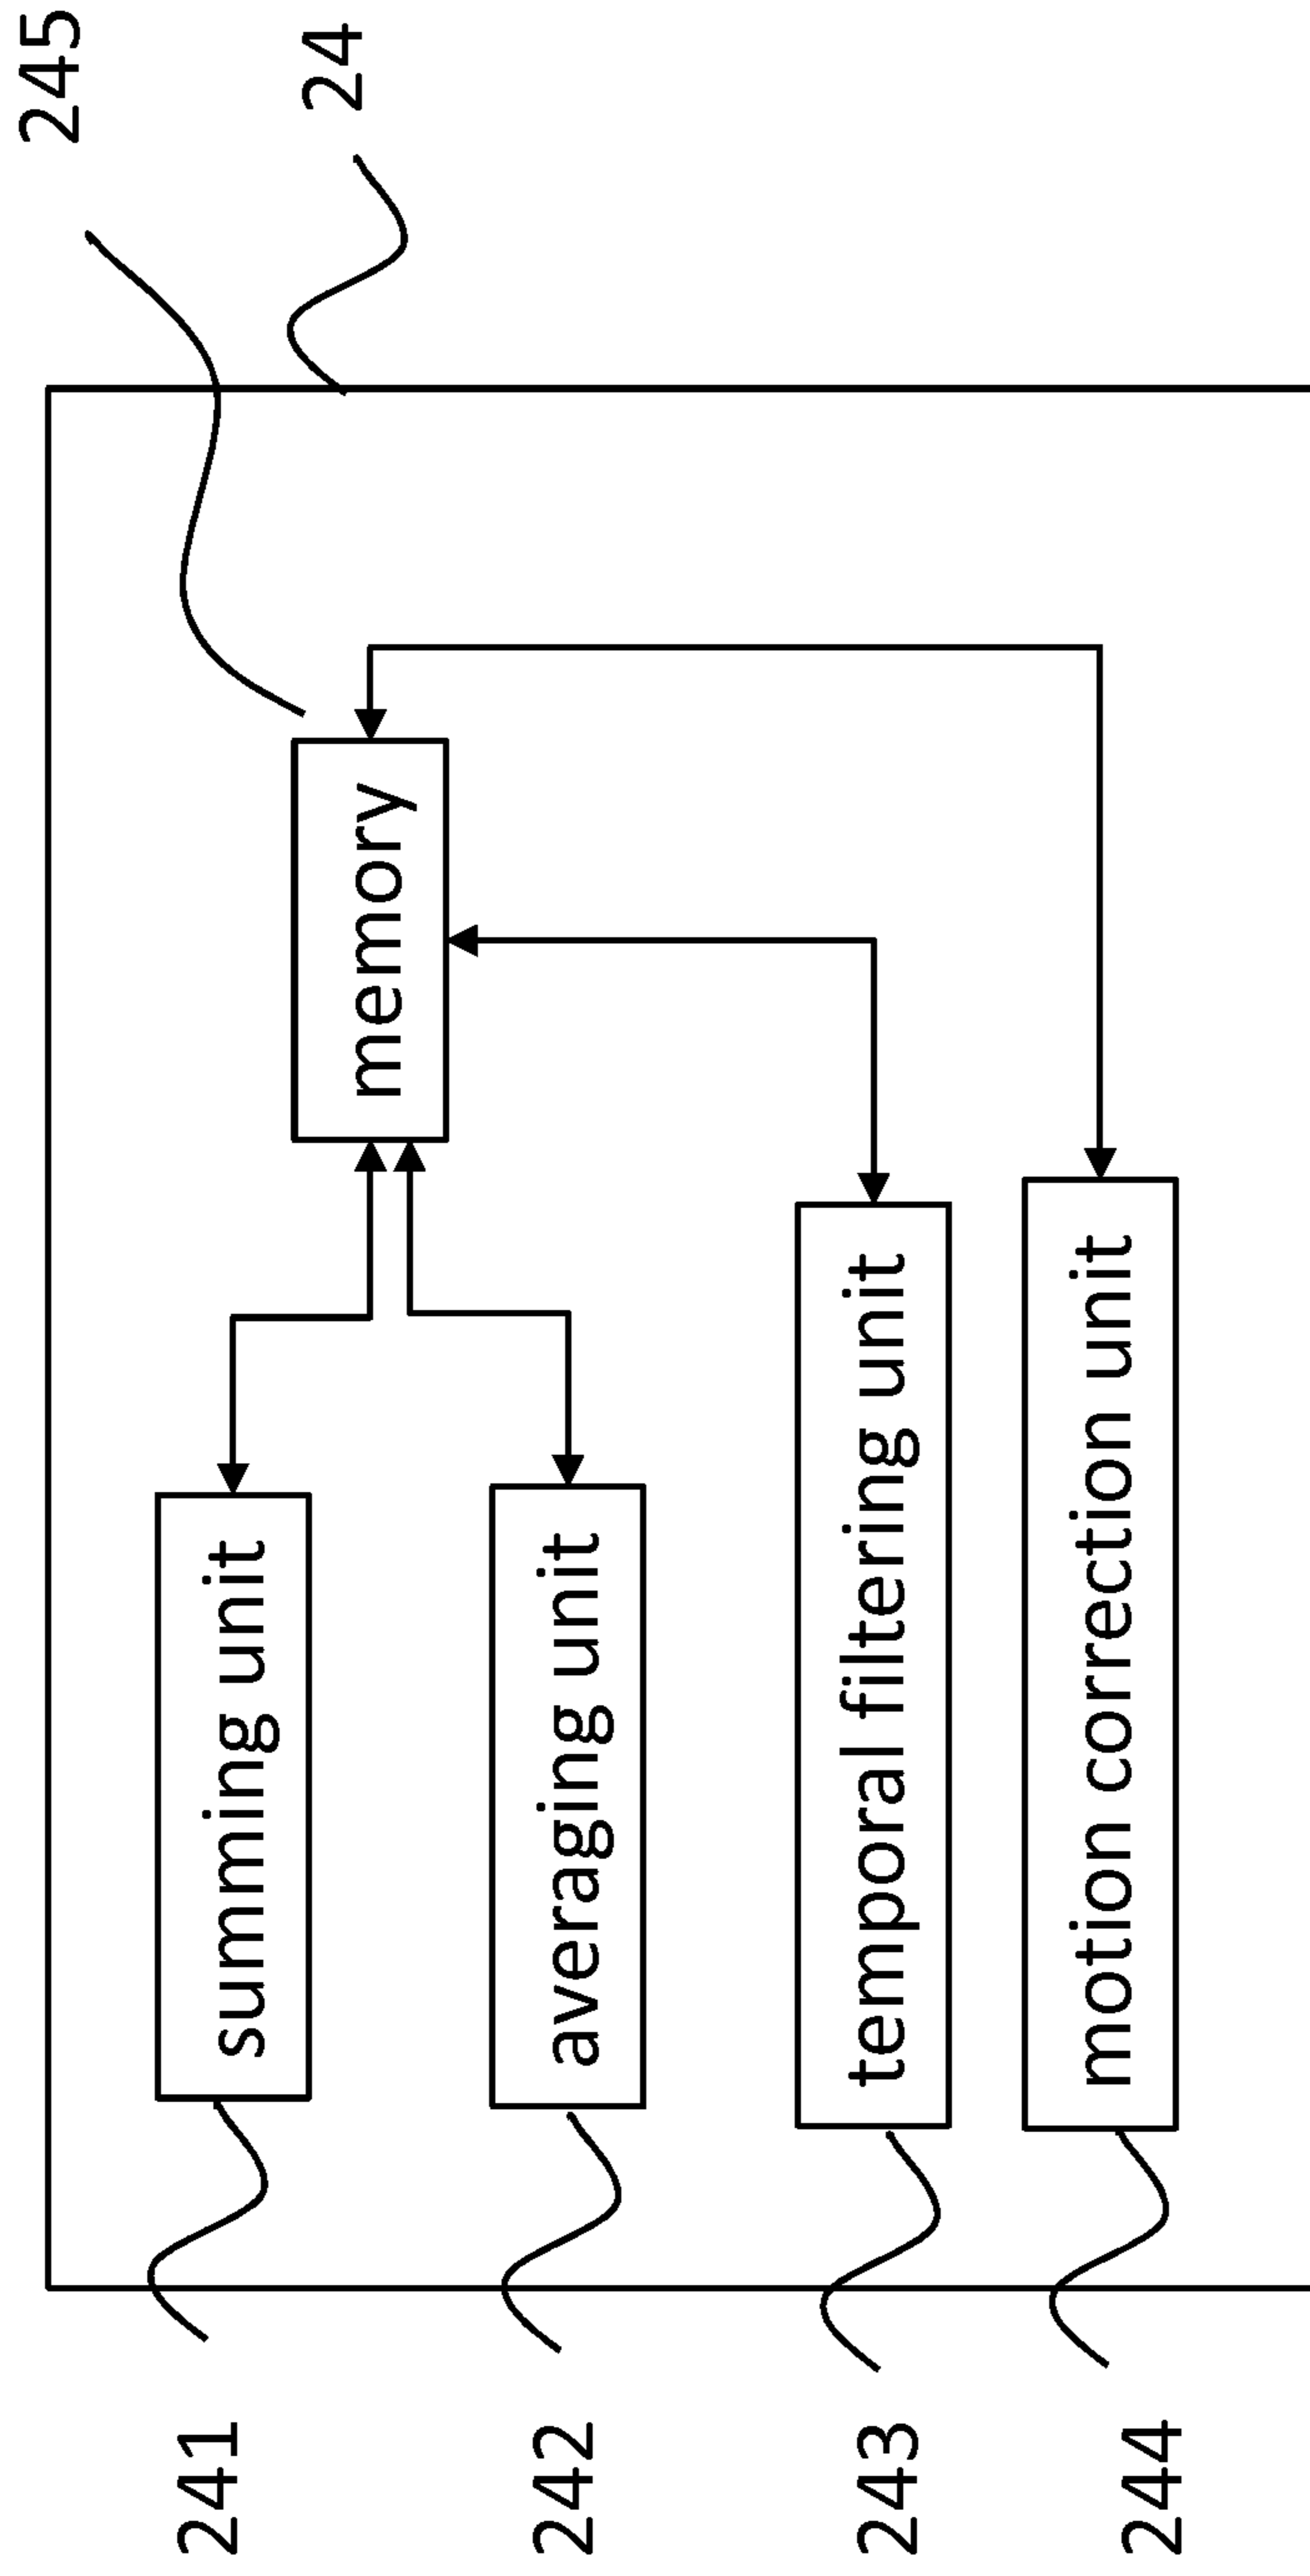 245
24
memory
241
summing unit
242
averaging unit
243
temporal filtering unit
244
motion correction unit